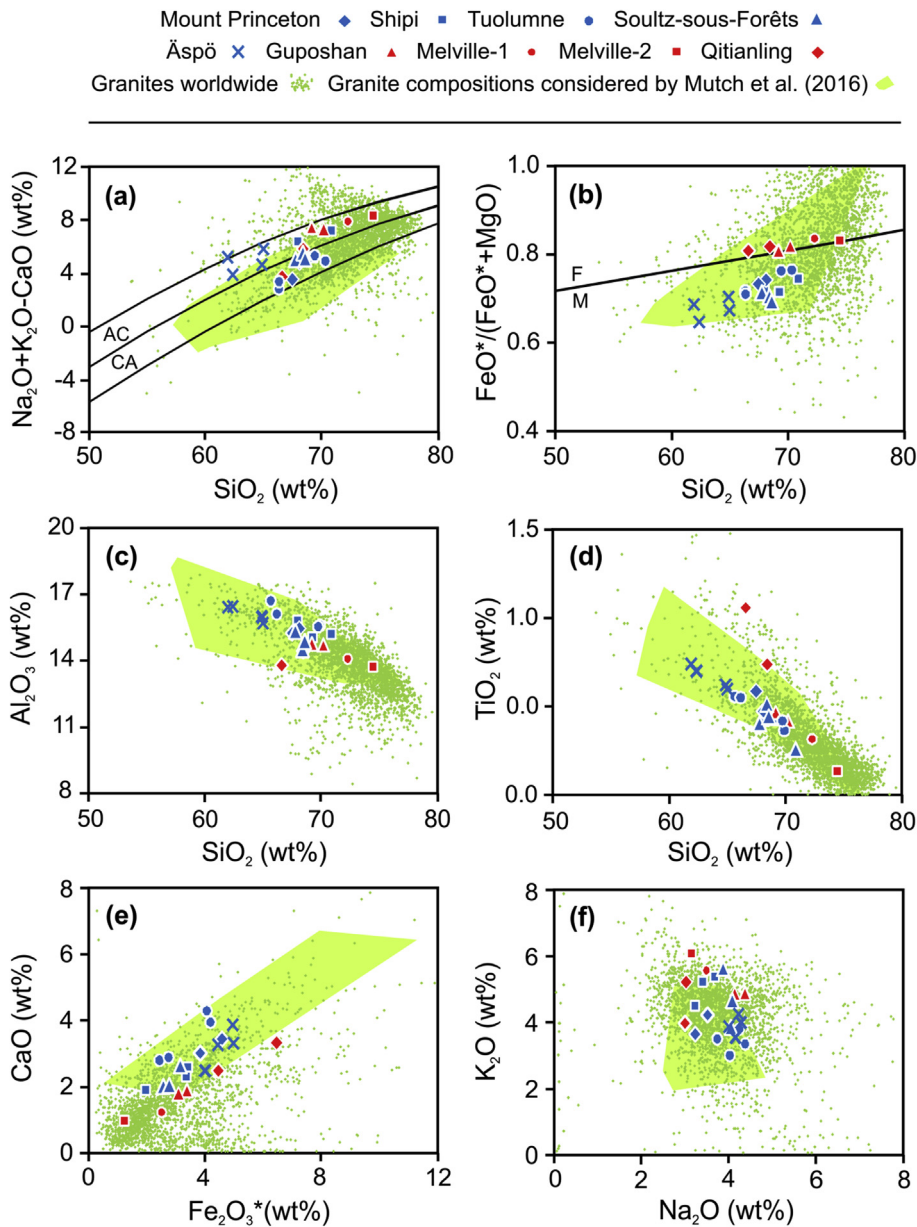 Mount Princeton Shipi Tuolumne Soultz-sous-Forêts
Äspö Guposhan Melville-1 Melville-2 Qitianling
Granites worldwide Granite compositions considered by Mutch et al. (2016)
(a)
Na₂O+K₂O-CaO (wt%)
12
8
4
0
-4
-8
AC
CA
50 60 70 80
SiO₂ (wt%)
(b)
FeO*/(FeO*+MgO)
1.0
0.8
0.6
0.4
F
M
50 60 70 80
SiO₂ (wt%)
(c)
Al₂O₃ (wt%)
20
17
14
11
8
50 60 70 80
SiO₂ (wt%)
(d)
TiO₂ (wt%)
1.5
1.0
0.0
0.0
50 60 70 80
SiO₂ (wt%)
(e)
CaO (wt%)
8
6
4
2
0
0 4 8 12
Fe₂O₃*(wt%)
(f)
K₂O (wt%)
8
6
4
2
0
0 2 4 6 8
Na₂O (wt%)